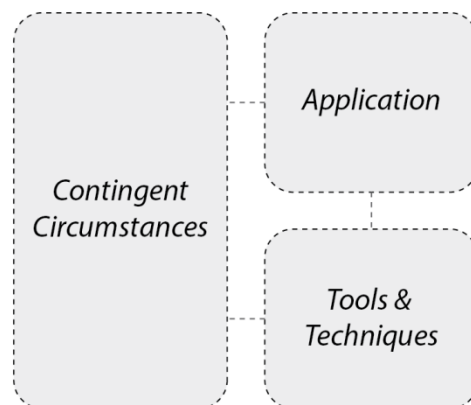 Contingent
Circumstances
Application
Tools &
Techniques